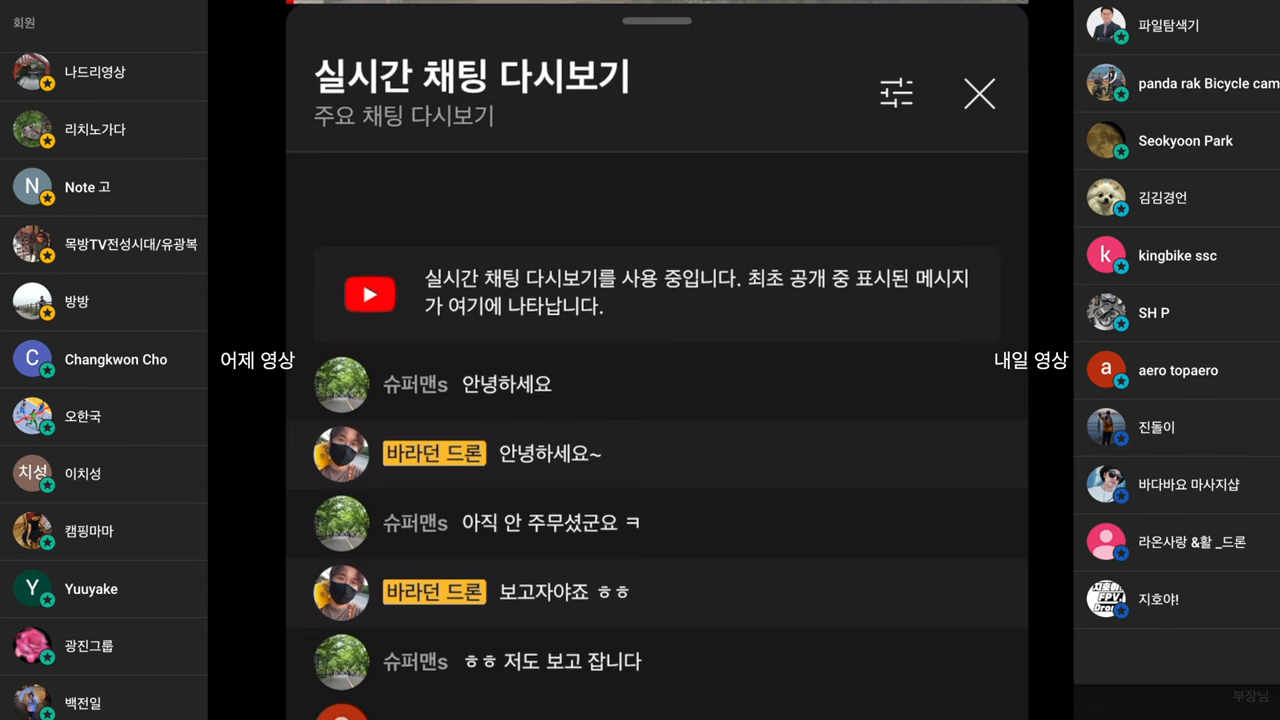 회원
나드리영상
리치노가다
N
Note 고
목방TV전성시대/유광복
방방
C
Changkwon Cho
오한국
치성
이치성
캠핑마마
Y
Yuuyake
광진그룹
백전일
어제 영상
실시간 채팅 다시보기
주요 채팅 다시보기
실시간 채팅 다시보기를 사용 중입니다. 최초 공개 중 표시된 메시지
가 여기에 나타납니다.
슈퍼맨s 안녕하세요
바라던 드론 안녕하세요~
슈퍼맨s 아직 안 주무셨군요 ㅋ
바라던 드론 보고자야죠 ㅎㅎ
슈퍼맨s ㅎㅎ 저도 보고 잡니다
내일 영상
파일탐색기
panda rak Bicycle cam
Seokyoon Park
김김경언
k
kingbike ssc
SH P
a
aero topaero
진돌이
바다바요 마사지샵
라온사랑 &활 _드론
지호야!
FPV
지호야!
부장님